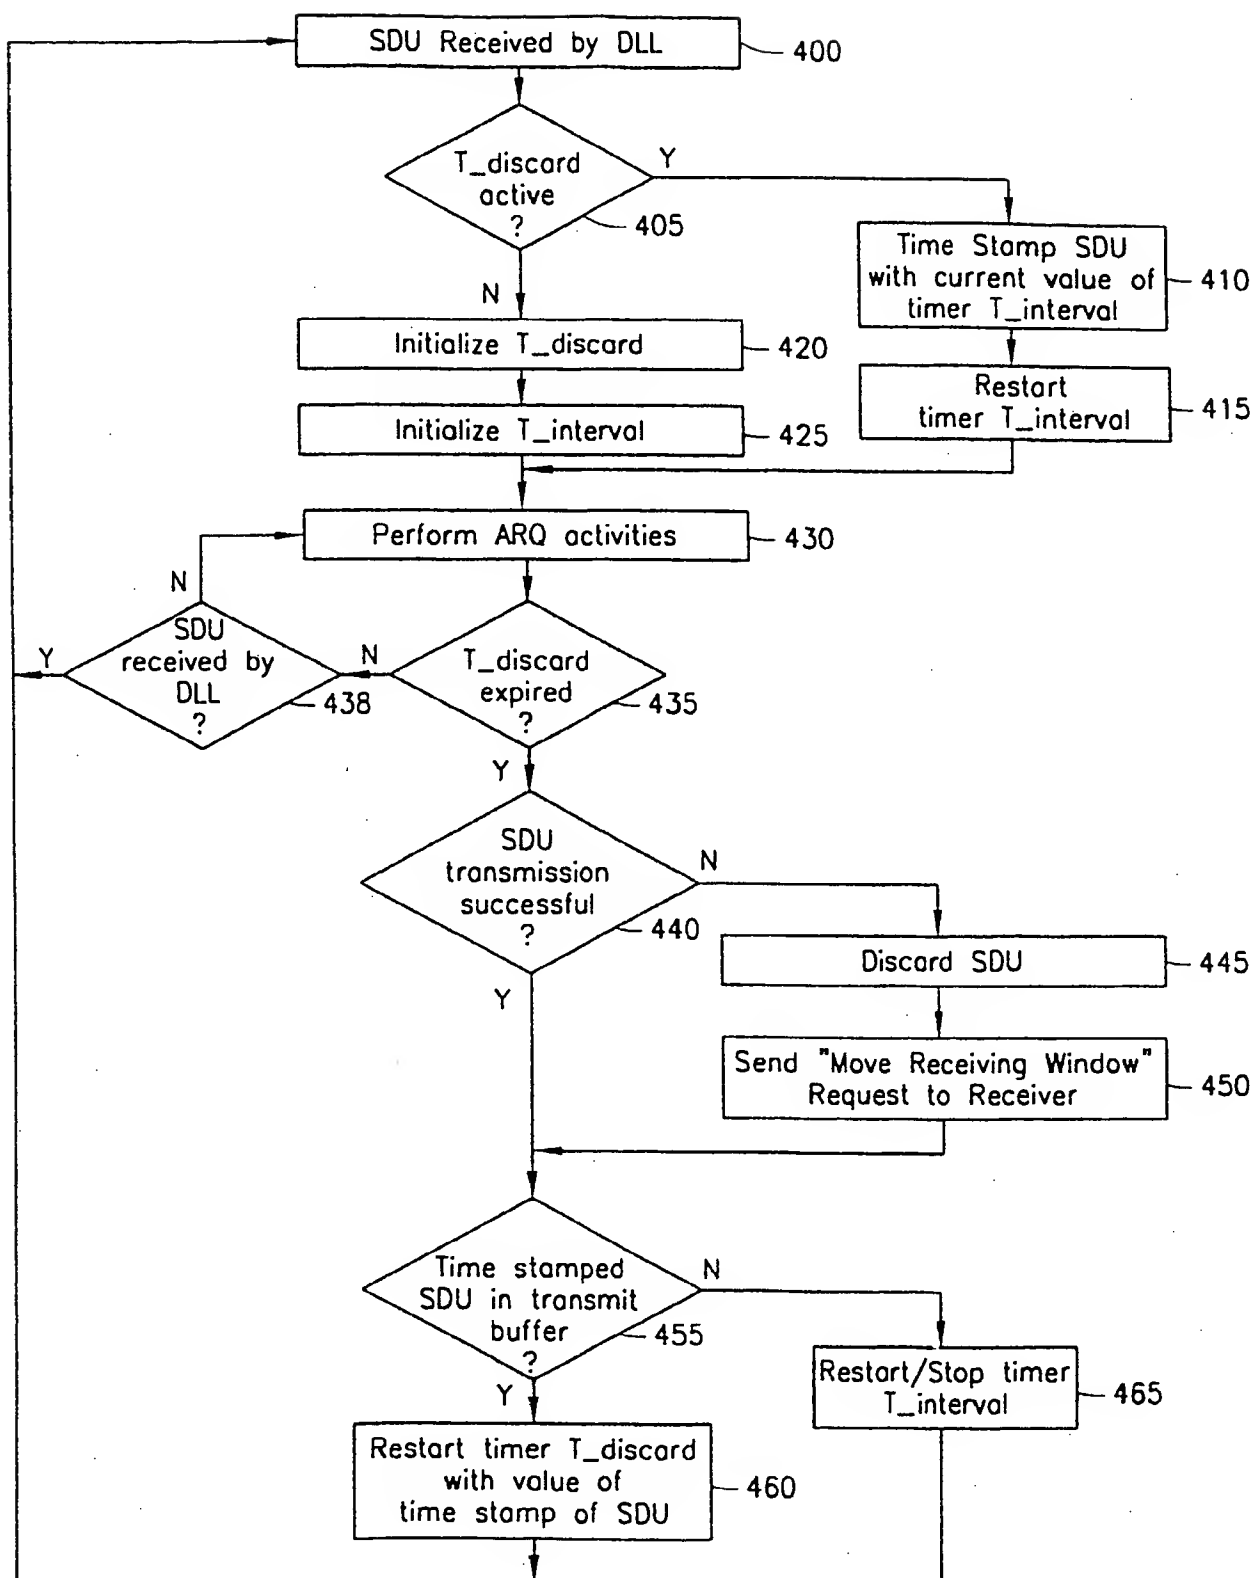 SDU Received by DLL
400
T_discard
active
?
405
Y
N
Time Stamp SDU
with current value of
timer T_interval
410
Initialize T_discard
420
Restart
timer T_interval
415
Initialize T_interval
425
Perform ARQ activities
430
N
SDU
received by
DLL
?
438
Y
N
T_discard
expired
?
435
Y
SDU
transmission
successful
?
440
N
Y
Discard SDU
445
Send "Move Receiving Window"
Request to Receiver
450
Time stamped
SDU in transmit
buffer
?
455
N
Y
Restart/Stop timer
T_interval
465
Restart timer T_discard
with value of
time stamp of SDU
460